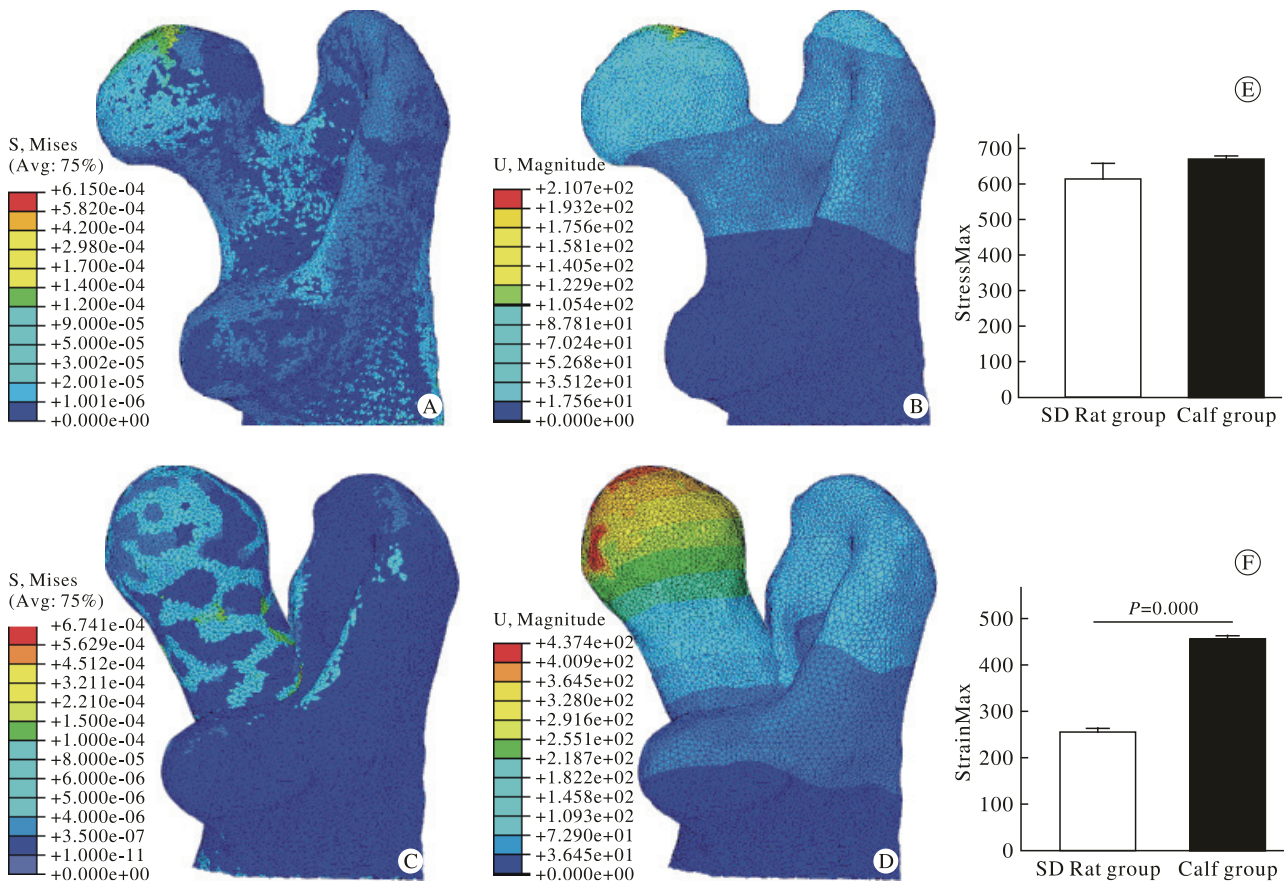 S, Mises
(Avg: 75%)
+6.150e-04
+5.820e-04
+4.200e-04
+2.980e-04
+1.700e-04
+1.400e-04
+1.200e-04
+9.000e-05
+5.000e-05
+3.002e-05
+2.001e-05
+1.001e-06
+0.000e+00
A
U, Magnitude
+2.107e+02
+1.932e+02
+1.756e+02
+1.581e+02
+1.405e+02
+1.229e+02
+1.054e+02
+8.781e+01
+7.024e+01
+5.268e+01
+3.512e+01
+1.756e+01
+0.000e+00
B
E
StressMax
700
600
500
400
300
200
100
0
SD Rat group Calf group
S, Mises
(Avg: 75%)
+6.741e-04
+5.629e-04
+4.512e-04
+3.211e-04
+2.210e-04
+1.500e-04
+1.000e-04
+8.000e-05
+6.000e-06
+5.000e-06
+4.000e-06
+3.500e-07
+1.000e-11
+0.000e+00
C
U, Magnitude
+4.374e+02
+4.009e+02
+3.645e+02
+3.280e+02
+2.916e+02
+2.551e+02
+2.187e+02
+1.822e+02
+1.458e+02
+1.093e+02
+7.290e+01
+3.645e+01
+0.000e+00
D
F
P=0.000
StrainMax
500
400
300
200
100
0
SD Rat group Calf group